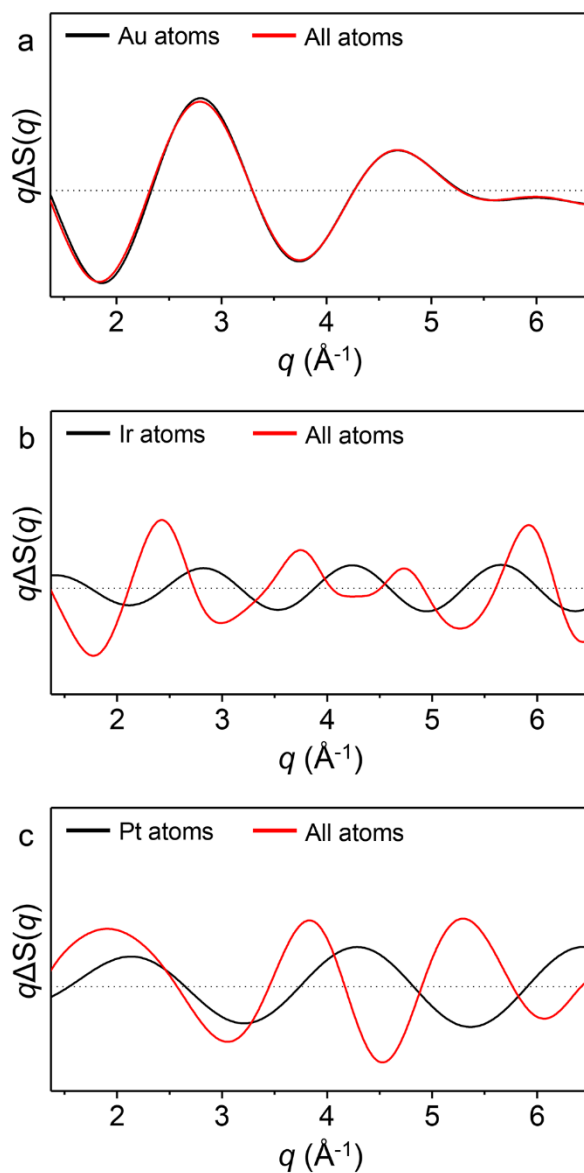 a
Au atoms All atoms
qΔS(q)
2 3 4 5 6
q (Å-1)
b
Ir atoms All atoms
qΔS(q)
2 3 4 5 6
q (Å-1)
c
Pt atoms All atoms
qΔS(q)
2 3 4 5 6
q (Å-1)